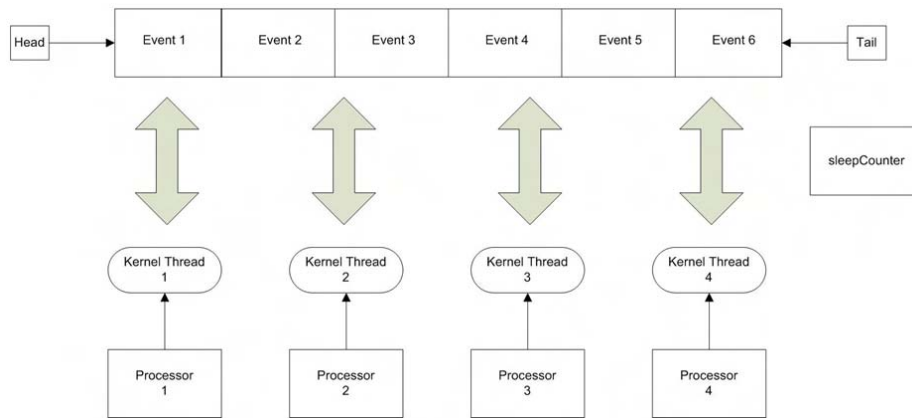 Head
Event 1
Event 2
Event 3
Event 4
Event 5
Event 6
Tail
sleepCounter
Kernel Thread
1
Kernel Thread
2
Kernel Thread
3
Kernel Thread
4
Processor
1
Processor
2
Processor
3
Processor
4